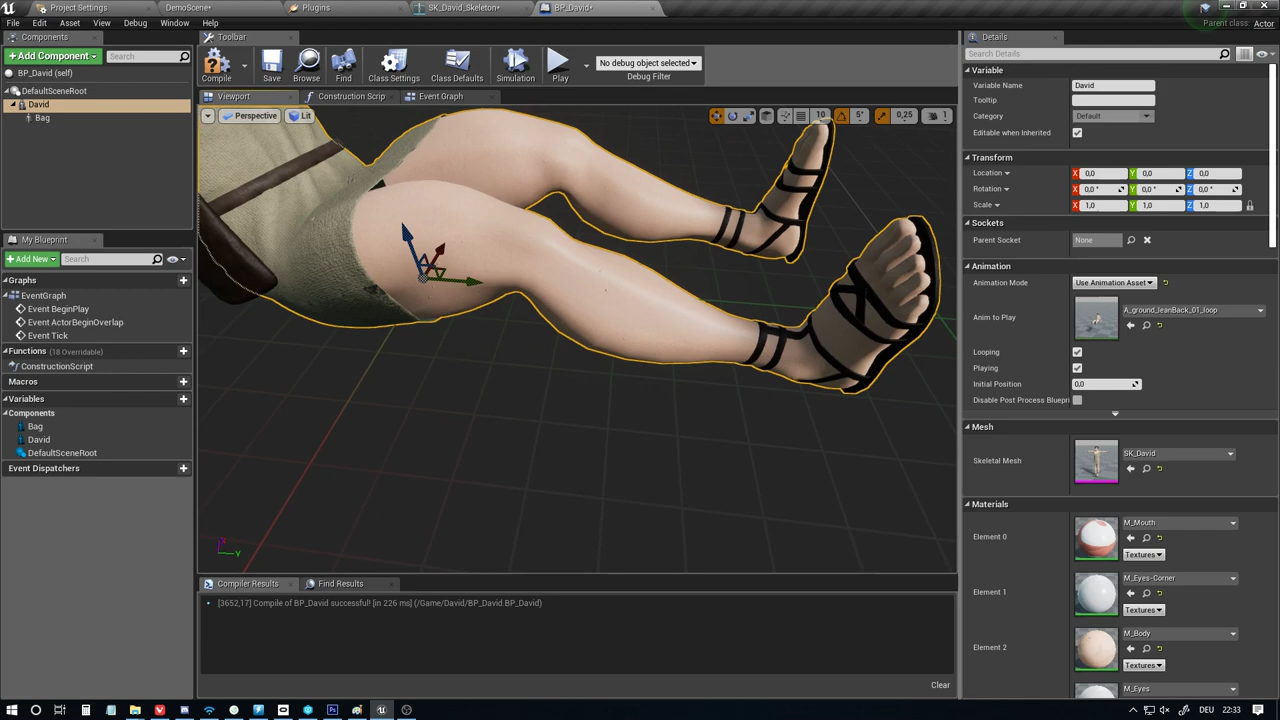 Project Settings
DemoScene*
Plugins
SK_David_Skeleton*
BP_David*
File Edit Asset View Debug Window Help
Parent class: Actor
Components
+ Add Component
Search
BP_David (self)
DefaultSceneRoot
David
Bag
My Blueprint
+ Add New
Search
Graphs
EventGraph
Event BeginPlay
Event ActorBeginOverlap
Event Tick
Functions (18 Overridable)
ConstructionScript
Macros
Variables
Components
Bag
David
DefaultSceneRoot
Event Dispatchers
Toolbar
Compile
Save
Browse
Find
Class Settings
Class Defaults
Simulation
Play
No debug object selected
Debug Filter
Viewport
Construction Scrip
Event Graph
Perspective
Lit
10
5°
0,25
1
Compiler Results
Find Results
[3652,17] Compile of BP_David successful! [in 226 ms] (/Game/David/BP_David.BP_David)
Clear
Details
Search Details
Variable
Variable Name David
Tooltip
Category Default
Editable when Inherited
Transform
Location X 0,0 Y 0,0 Z 0,0
Rotation X 0,0 ° Y 0,0 ° Z 0,0 °
Scale X 1,0 Y 1,0 Z 1,0
Sockets
Parent Socket None
Animation
Animation Mode Use Animation Asset
Anim to Play A_ground_leanBack_01_loop
Looping
Playing
Initial Position 0,0
Disable Post Process Bluepri
Mesh
Skeletal Mesh SK_David
Materials
Element 0 M_Mouth
Textures
Element 1 M_Eyes-Corner
Textures
Element 2 M_Body
Textures
M_Eyes
DEU 22:33